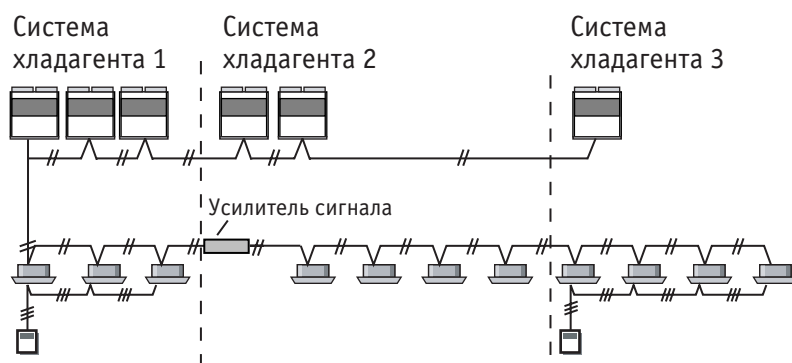 Система
хладагента 1
Система
хладагента 2
Система
хладагента 3
Усилитель сигнала